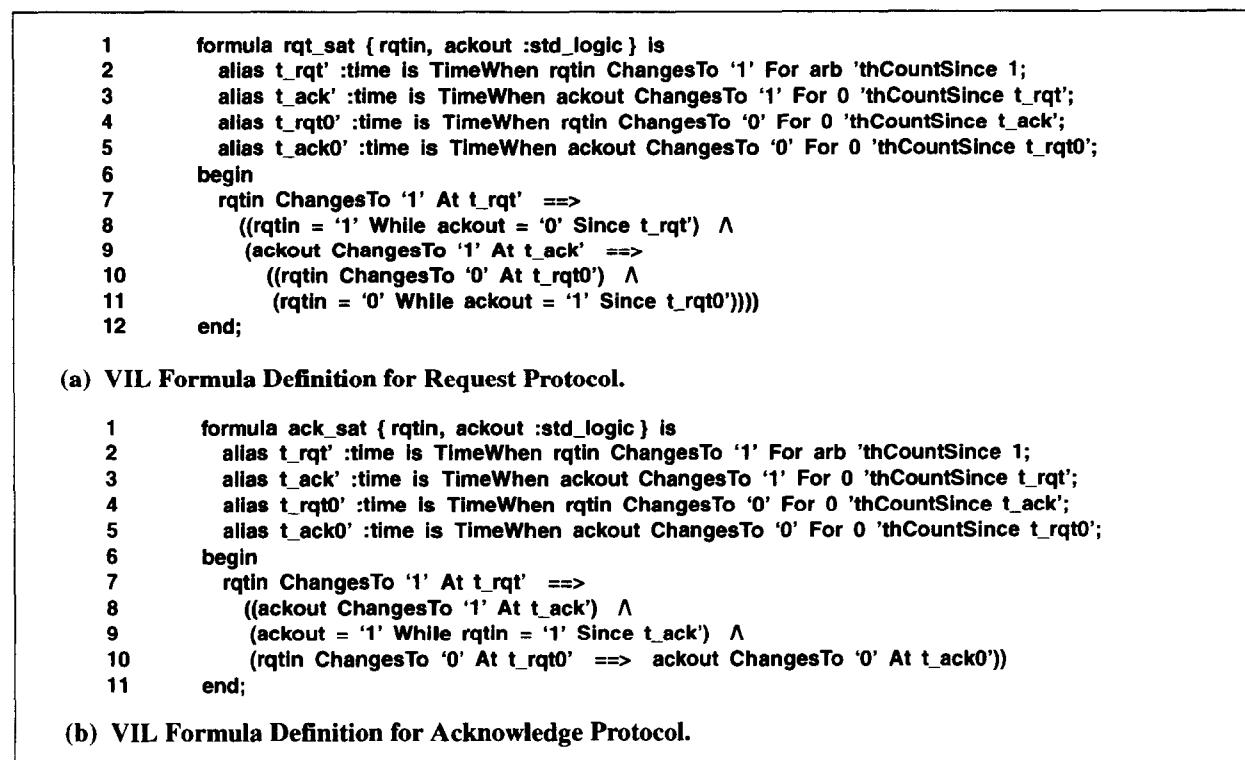 1 formula rqt_sat { rqtin, ackout :std_logic } is
2 alias t_rqt' :time is TimeWhen rqtin ChangesTo '1' For arb 'thCountSince 1;
3 alias t_ack' :time is TimeWhen ackout ChangesTo '1' For 0 'thCountSince t_rqt';
4 alias t_rqt0' :time is TimeWhen rqtin ChangesTo '0' For 0 'thCountSince t_ack';
5 alias t_ack0' :time is TimeWhen ackout ChangesTo '0' For 0 'thCountSince t_rqt0';
6 begin
7 rqtin ChangesTo '1' At t_rqt' ==>
8 ((rqtin = '1' While ackout = '0' Since t_rqt') Λ
9 (ackout ChangesTo '1' At t_ack' ==>
10 ((rqtin ChangesTo '0' At t_rqt0') Λ
11 (rqtin = '0' While ackout = '1' Since t_rqt0'))))
12 end;
(a) VIL Formula Definition for Request Protocol.
1 formula ack_sat { rqtin, ackout :std_logic } is
2 alias t_rqt' :time is TimeWhen rqtin ChangesTo '1' For arb 'thCountSince 1;
3 alias t_ack' :time is TimeWhen ackout ChangesTo '1' For 0 'thCountSince t_rqt';
4 alias t_rqt0' :time is TimeWhen rqtin ChangesTo '0' For 0 'thCountSince t_ack';
5 alias t_ack0' :time is TimeWhen ackout ChangesTo '0' For 0 'thCountSince t_rqt0';
6 begin
7 rqtin ChangesTo '1' At t_rqt' ==>
8 ((ackout ChangesTo '1' At t_ack') Λ
9 (ackout = '1' While rqtin = '1' Since t_ack') Λ
10 (rqtin ChangesTo '0' At t_rqt0' ==> ackout ChangesTo '0' At t_ack0'))
11 end;
(b) VIL Formula Definition for Acknowledge Protocol.